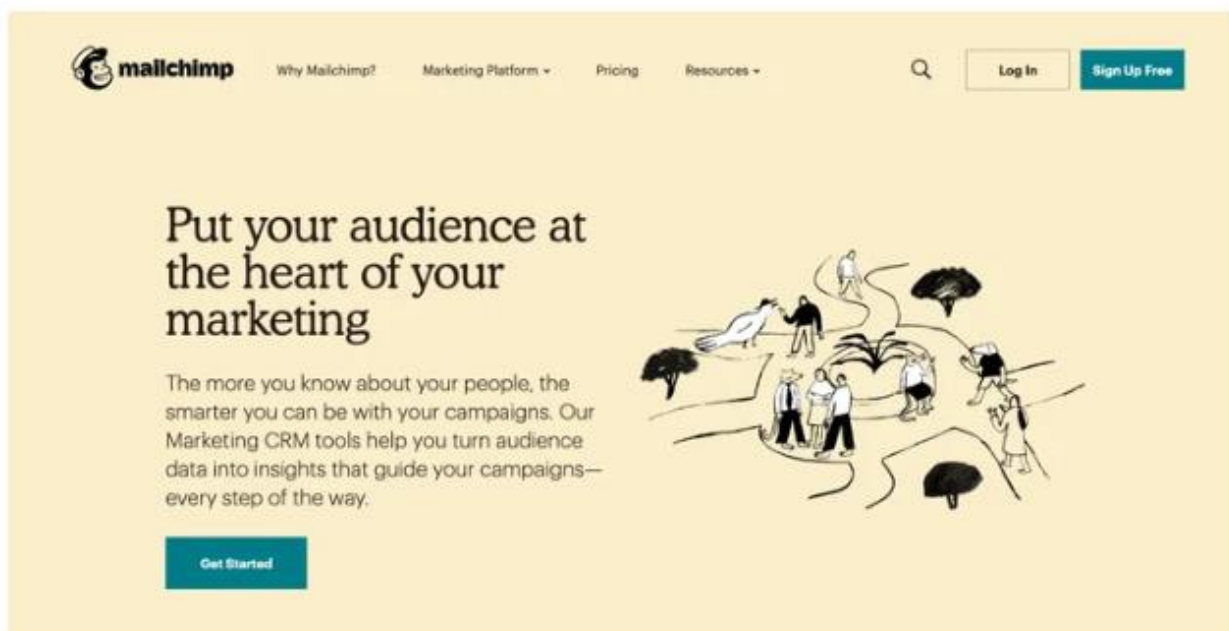 mailchimp
Why Mailchimp?
Marketing Platform
Pricing
Resources
Log In
Sign Up Free
Put your audience at
the heart of your
marketing
The more you know about your people, the
smarter you can be with your campaigns. Our
Marketing CRM tools help you turn audience
data into insights that guide your campaigns—
every step of the way.
Get Started